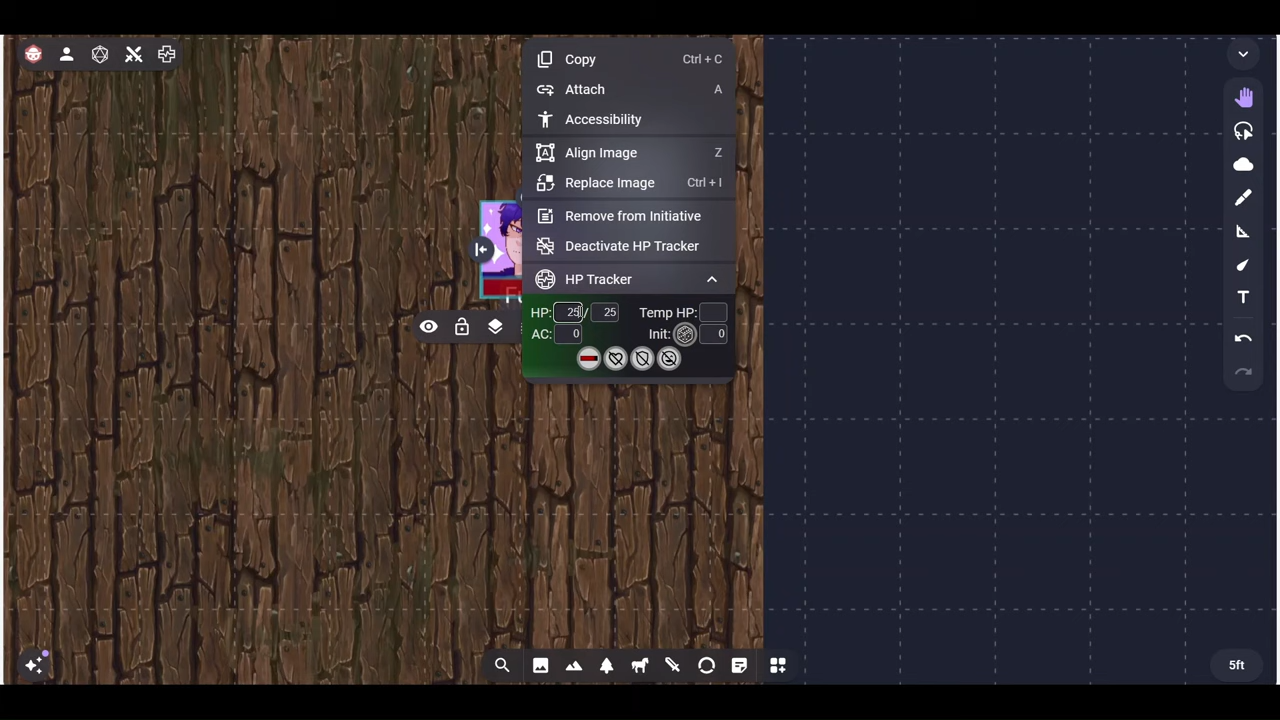 Copy Ctrl + C
Attach A
Accessibility
Align Image Z
Replace Image Ctrl + I
Remove from Initiative
Deactivate HP Tracker
HP Tracker
HP: 25 / 25 Temp HP:
AC: 0 Init: 0
5ft